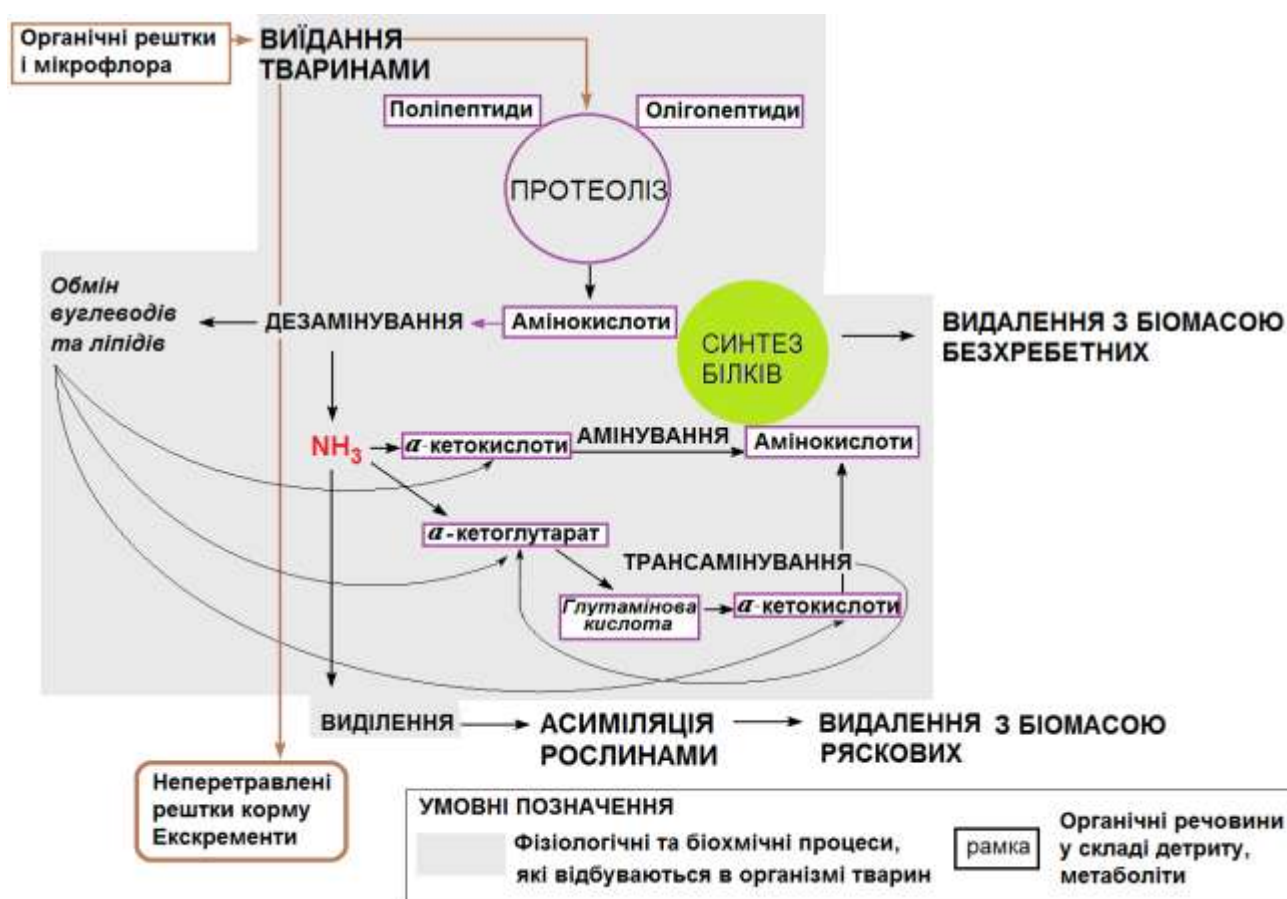 Органічні рештки
і мікрофлора
ВИЇДАННЯ
ТВАРИНАМИ
Поліпептиди
Олігопептиди
ПРОТЕОЛІЗ
Обмін
вуглеводів
та ліпідів
ДЕЗАМІНУВАННЯ
Амінокислоти
СИНТЕЗ
БІЛКІВ
ВИДАЛЕННЯ З БІОМАСОЮ
БЕЗХРЕБЕТНИХ
NH3
α-кетокислоти
АМІНУВАННЯ
Амінокислоти
α-кетоглутарат
ТРАНСАМІНУВАННЯ
Глутамінова
кислота
α-кетокислоти
ВИДІЛЕННЯ
АСИМІЛЯЦІЯ
РОСЛИНАМИ
ВИДАЛЕННЯ З БІОМАСОЮ
РЯСКОВИХ
Неперетравлені
рештки корму
Екскременти
УМОВНІ ПОЗНАЧЕННЯ
Фізіологічні та біохмічні процеси,
які відбуваються в організмі тварин
рамка
Органічні речовини
у складі детриту,
метаболіти